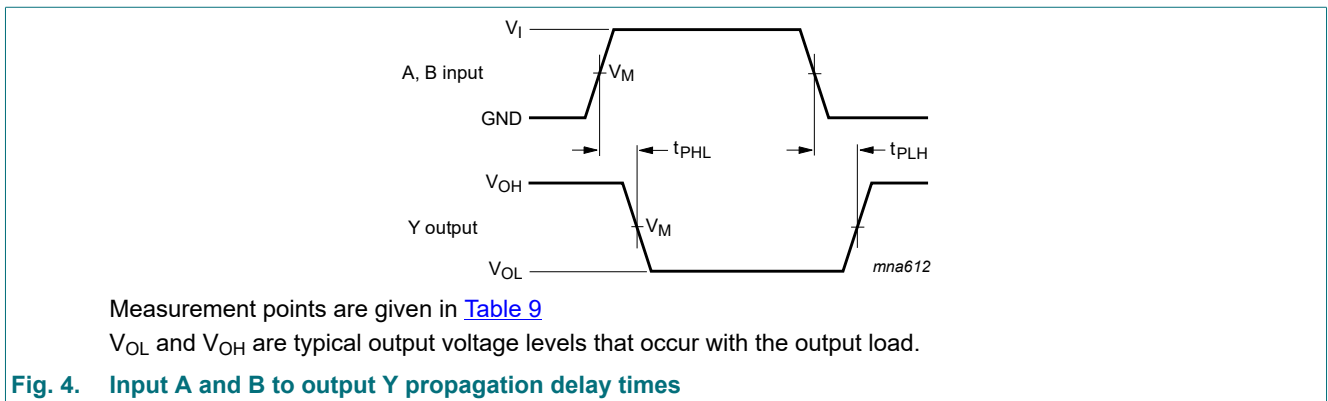 V_I
A, B input
V_M
GND
t_PHL
t_PLH
V_OH
Y output
V_M
V_OL
mna612
Measurement points are given in Table 9
V_OL and V_OH are typical output voltage levels that occur with the output load.
Fig. 4. Input A and B to output Y propagation delay times